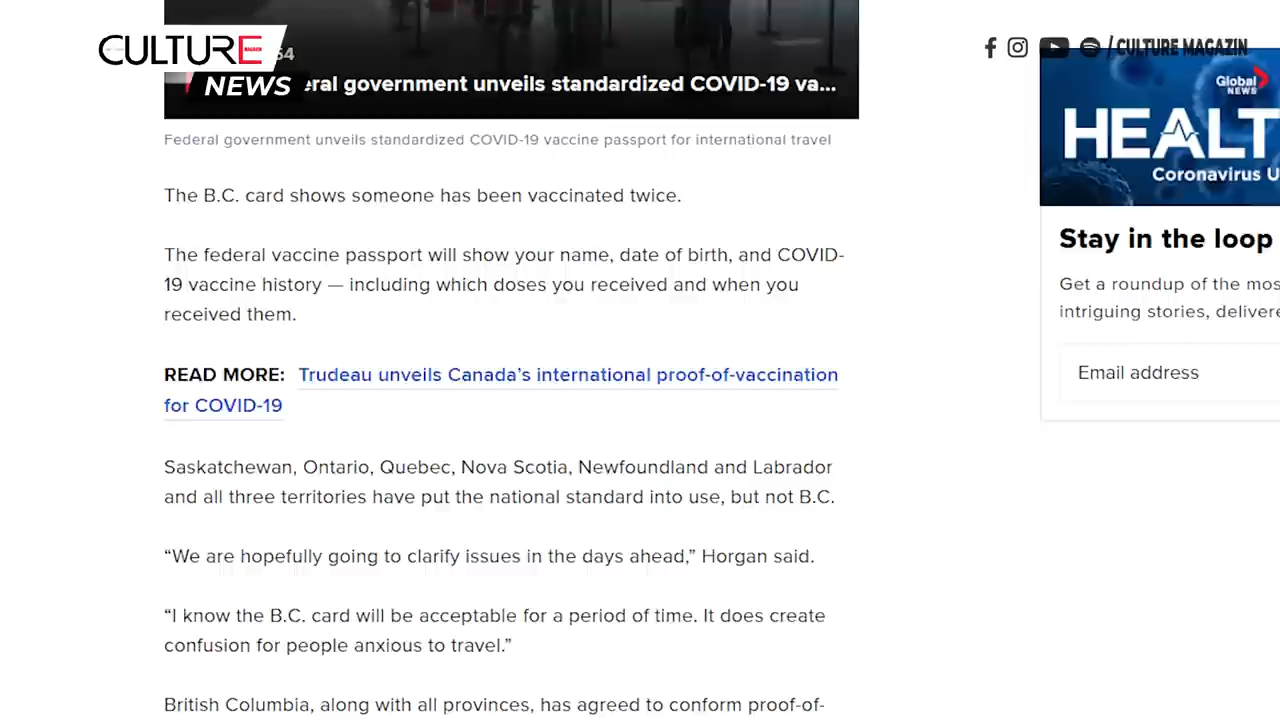 CULTURE
54
NEWS
eral government unveils standardized COVID-19 va...
/ CULTURE MAGAZIN
Global
NEWS
HEALT
Coronavirus U
Federal government unveils standardized COVID-19 vaccine passport for international travel
The B.C. card shows someone has been vaccinated twice.
The federal vaccine passport will show your name, date of birth, and COVID-
19 vaccine history — including which doses you received and when you
received them.
READ MORE: Trudeau unveils Canada’s international proof-of-vaccination
for COVID-19
Saskatchewan, Ontario, Quebec, Nova Scotia, Newfoundland and Labrador
and all three territories have put the national standard into use, but not B.C.
“We are hopefully going to clarify issues in the days ahead,” Horgan said.
“I know the B.C. card will be acceptable for a period of time. It does create
confusion for people anxious to travel.”
British Columbia, along with all provinces, has agreed to conform proof-of-
Stay in the loop
Get a roundup of the mos
intriguing stories, delivere
Email address